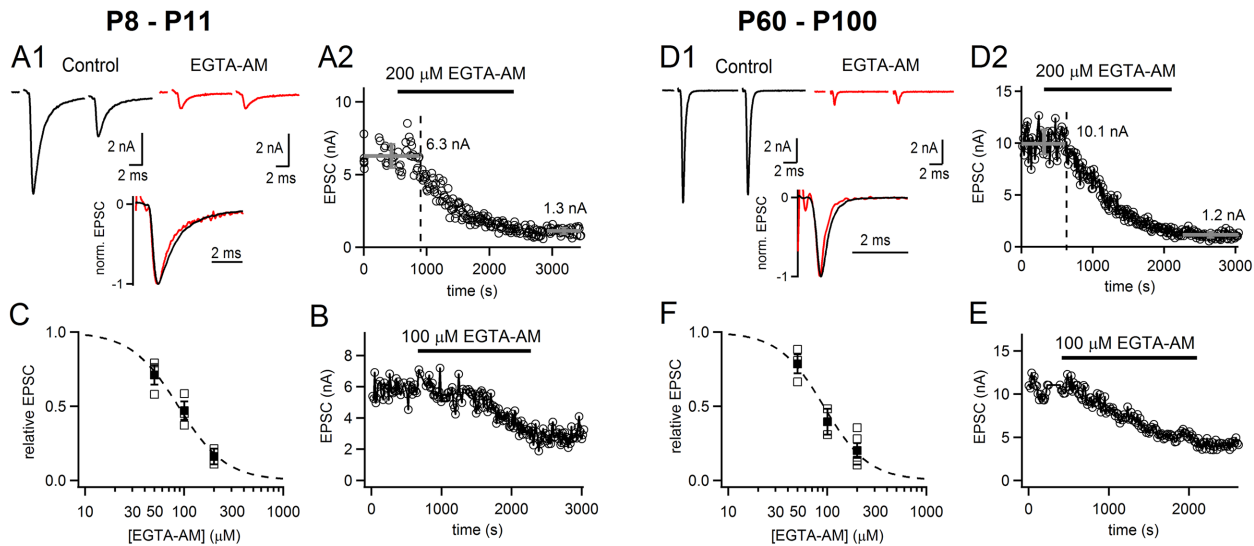 P8 - P11
P60 - P100
A1
Control
EGTA-AM
2 nA
2 ms
2 nA
2 ms
norm. EPSC
0
-1
2 ms
A2
200 µM EGTA-AM
10
5
0
EPSC (nA)
6.3 nA
1.3 nA
0
1000
2000
3000
time (s)
D1
Control
EGTA-AM
2 nA
2 ms
2 nA
2 ms
norm. EPSC
0
-1
2 ms
D2
200 µM EGTA-AM
15
10
5
0
EPSC (nA)
10.1 nA
1.2 nA
0
1000
2000
3000
time (s)
C
1.0
0.5
0.0
relative EPSC
10
30
50
100
300
1000
[EGTA-AM] (µM)
B
100 µM EGTA-AM
8
6
4
2
0
EPSC (nA)
0
1000
2000
3000
time (s)
F
1.0
0.5
0.0
relative EPSC
10
30
50
100
300
1000
[EGTA-AM] (µM)
E
100 µM EGTA-AM
15
10
5
0
EPSC (nA)
0
1000
2000
time (s)